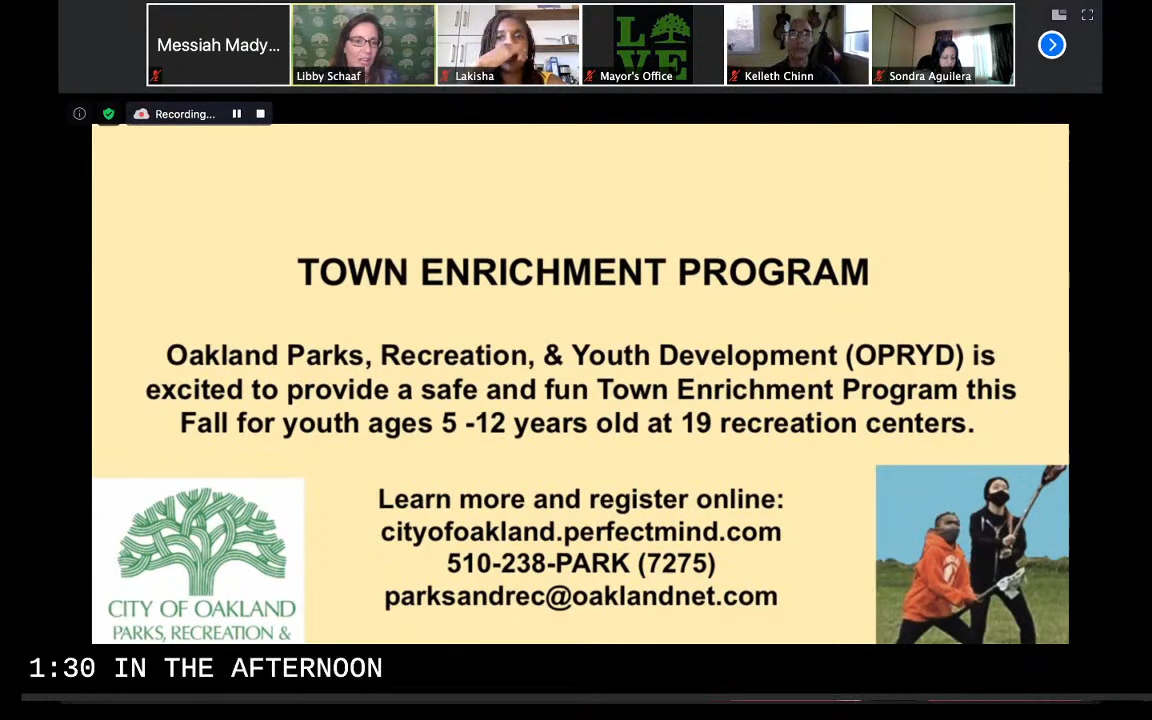 Messiah Mady...
Libby Schaaf
Lakisha
LOVE
Mayor's Office
Kelleth Chinn
Sondra Aguilera
Recording...
TOWN ENRICHMENT PROGRAM
Oakland Parks, Recreation, & Youth Development (OPRYD) is
excited to provide a safe and fun Town Enrichment Program this
Fall for youth ages 5 -12 years old at 19 recreation centers.
Learn more and register online:
cityofoakland.perfectmind.com
510-238-PARK (7275)
parksandrec@oaklandnet.com
CITY OF OAKLAND
PARKS, RECREATION &
1:30 IN THE AFTERNOON